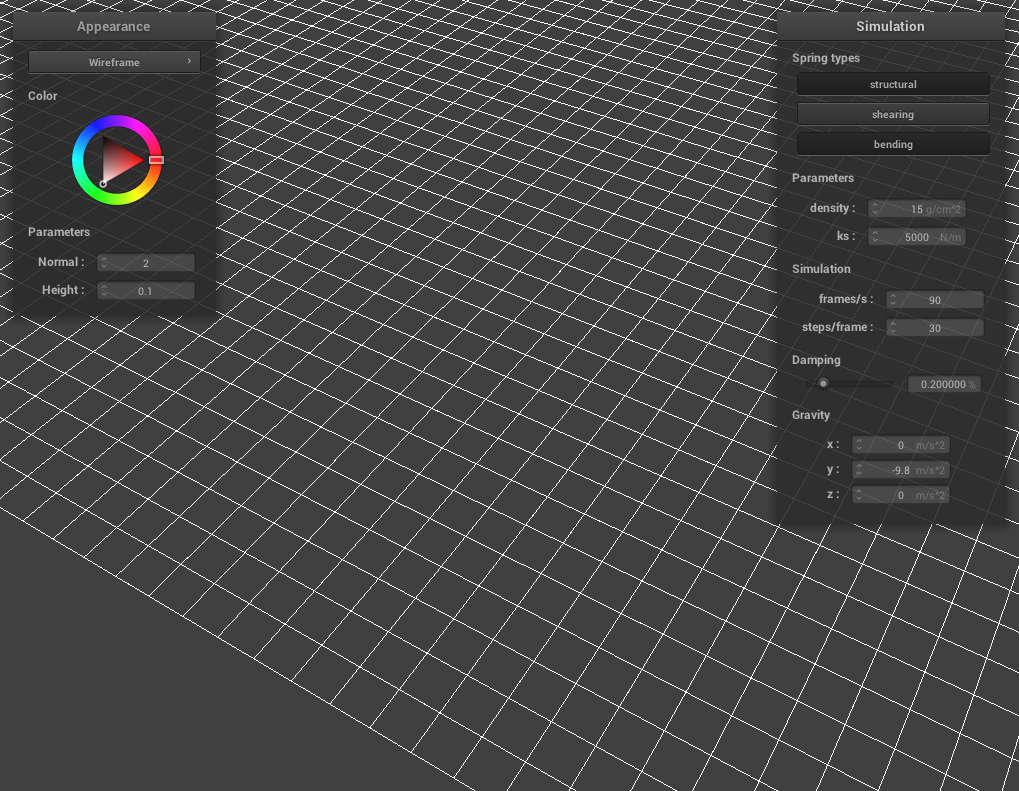 Appearance
Wireframe ›
Color
Parameters
Normal : 2
Height : 0.1
Simulation
Spring types
structural
shearing
bending
Parameters
density : 15 g/cm^2
ks : 5000 N/m
Simulation
frames/s : 90
steps/frame : 30
Damping
0.200000 %
Gravity
x : 0 m/s^2
y : -9.8 m/s^2
z : 0 m/s^2